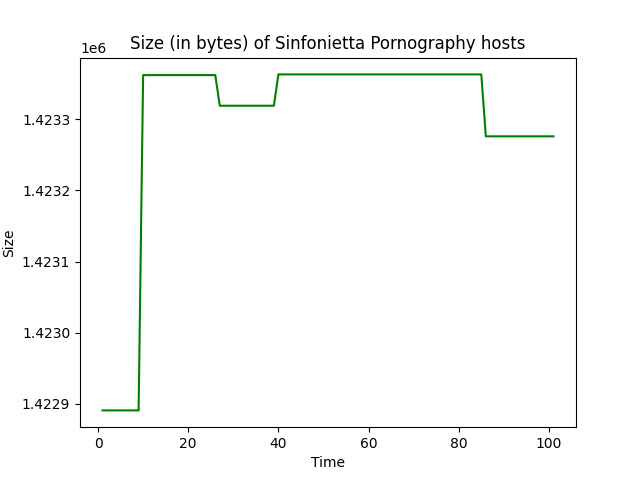 Size (in bytes) of Sinfonietta Pornography hosts
1e6
1.4233
1.4232
1.4231
1.4230
1.4229
Size
0 20 40 60 80 100
Time